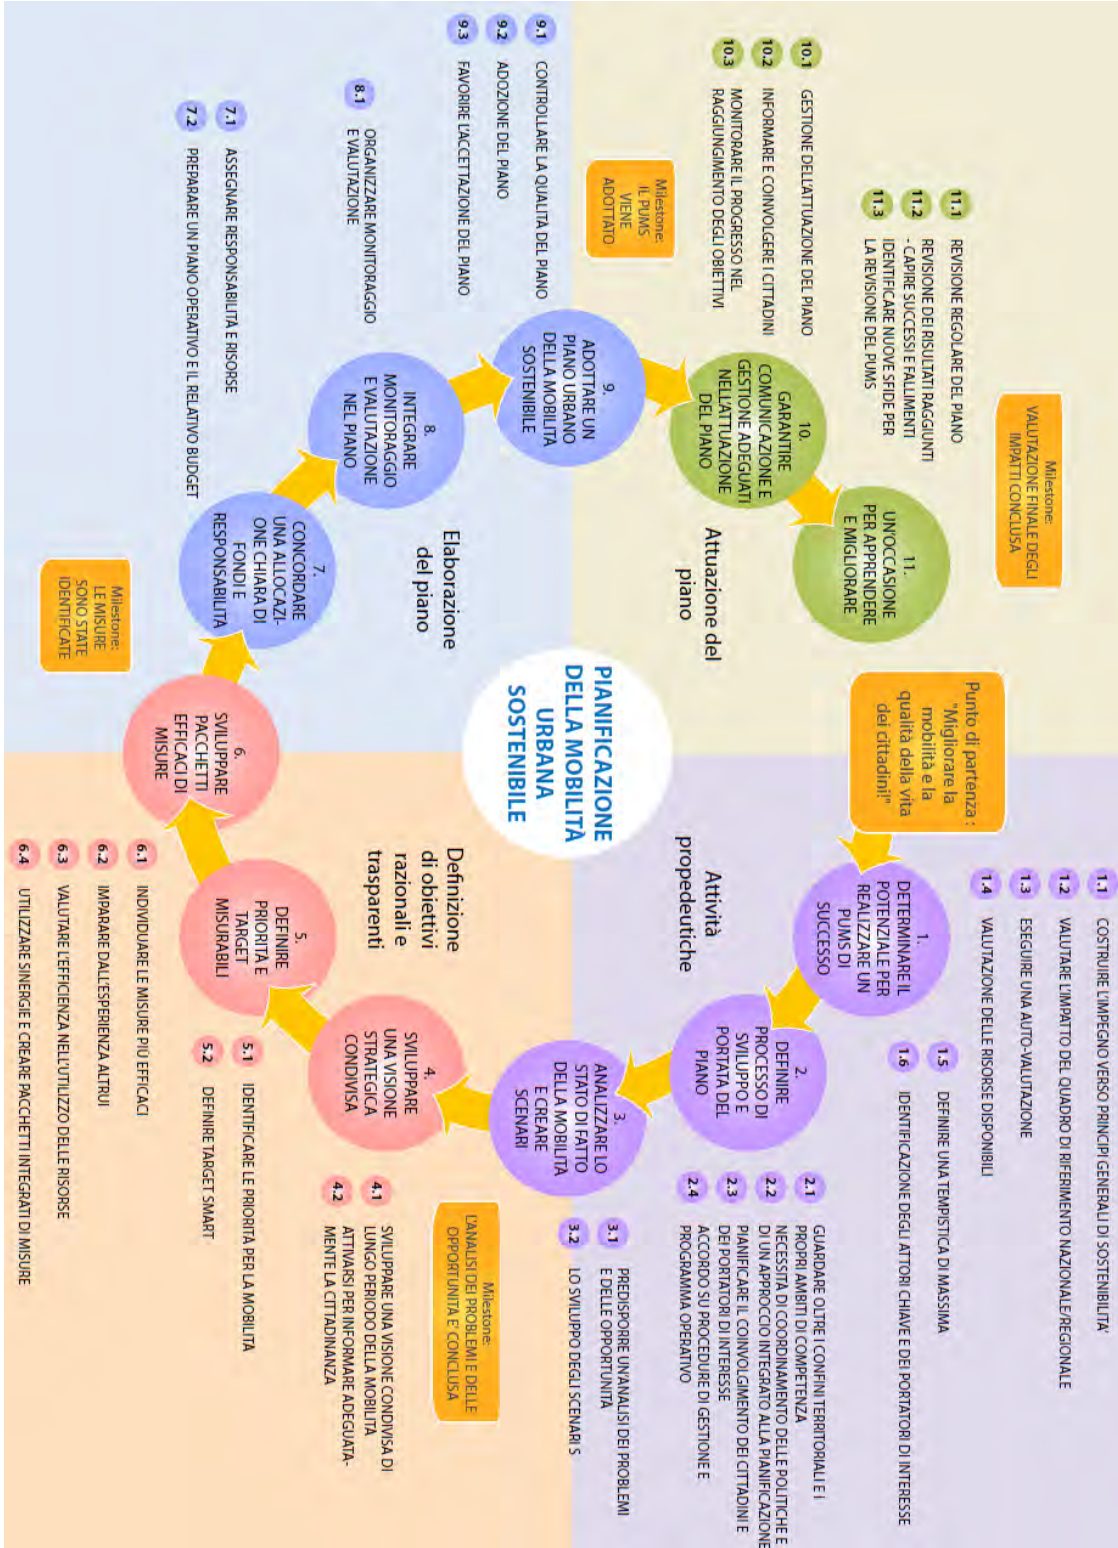 PIANIFICAZIONE
DELLA MOBILITÀ
URBANA
SOSTENIBILE
Punto di partenza :
"Migliorare la
mobilità e la
qualità della vita
dei cittadini!"
Attività
propedeutiche
1.
DETERMINARE IL
POTENZIALE PER
REALIZZARE UN
PUMS DI
SUCCESSO
1.1 COSTRUIRE L'IMPEGNO VERSO PRINCIPI GENERALI DI SOSTENIBILITA'
1.2 VALUTARE L'IMPATTO DEL QUADRO DI RIFERIMENTO NAZIONALE/REGIONALE
1.3 ESEGUIRE UNA AUTO-VALUTAZIONE
1.4 VALUTAZIONE DELLE RISORSE DISPONIBILI
1.5 DEFINIRE UNA TEMPISTICA DI MASSIMA
1.6 IDENTIFICAZIONE DEGLI ATTORI CHIAVE E DEI PORTATORI DI INTERESSE
2.
DEFINIRE
PROCESSO DI
SVILUPPO E
PORTATA DEL
PIANO
2.1 GUARDARE OLTRE I CONFINI TERRITORIALI E I
PROPRI AMBITI DI COMPETENZA
2.2 NECESSITÀ DI COORDINAMENTO DELLE POLITICHE E
DI UN APPROCCIO INTEGRATO ALLA PIANIFICAZIONE
2.3 PIANIFICARE IL COINVOLGIMENTO DEI CITTADINI E
DEI PORTATORI DI INTERESSE
2.4 ACCORDO SU PROCEDURE DI GESTIONE E
PROGRAMMA OPERATIVO
3.
ANALIZZARE LO
STATO DI FATTO
DELLA MOBILITÀ
E CREARE
SCENARI
3.1 PREDISPORRE UN'ANALISI DEI PROBLEMI
E DELLE OPPORTUNITÀ
3.2 LO SVILUPPO DEGLI SCENARI S
Milestone:
L'ANALISI DEI PROBLEMI E DELLE
OPPORTUNITA E' CONCLUSA
Definizione
di obiettivi
razionali e
trasparenti
4.
SVILUPPARE
UNA VISIONE
STRATEGICA
CONDIVISA
4.1 SVILUPPARE UNA VISIONE CONDIVISA DI
LUNGO PERIODO DELLA MOBILITÀ
4.2 ATTIVARSI PER INFORMARE ADEGUATA-
MENTE LA CITTADINANZA
5.
DEFINIRE
PRIORITÀ E
TARGET
MISURABILI
5.1 IDENTIFICARE LE PRIORITÀ PER LA MOBILITÀ
5.2 DEFINIRE TARGET SMART
6.
SVILUPPARE
PACCHETTI
EFFICACI DI
MISURE
6.1 INDIVIDUARE LE MISURE PIÙ EFFICACI
6.2 IMPARARE DALL'ESPERIENZA ALTRUI
6.3 VALUTARE L'EFFICIENZA NELL'UTILIZZO DELLE RISORSE
6.4 UTILIZZARE SINERGIE E CREARE PACCHETTI INTEGRATI DI MISURE
Milestone:
LE MISURE
SONO STATE
IDENTIFICATE
Elaborazione
del piano
7.
CONCORDARE
UNA ALLOCAZI-
ONE CHIARA DI
FONDI E
RESPONSABILITÀ
7.1 ASSEGNARE RESPONSABILITÀ E RISORSE
7.2 PREPARARE UN PIANO OPERATIVO E IL RELATIVO BUDGET
8.
INTEGRARE
MONITORAGGIO
E VALUTAZIONE
NEL PIANO
8.1 ORGANIZZARE MONITORAGGIO
E VALUTAZIONE
9.
ADOTTARE UN
PIANO URBANO
DELLA MOBILITÀ
SOSTENIBILE
9.1 CONTROLLARE LA QUALITÀ DEL PIANO
9.2 ADOZIONE DEL PIANO
9.3 FAVORIRE L'ACCETTAZIONE DEL PIANO
Milestone:
IL PUMS
VIENE
ADOTTATO
Attuazione del
piano
10.
GARANTIRE
COMUNICAZIONE E
GESTIONE ADEGUATI
NELL'ATTUAZIONE
DEL PIANO
10.1 GESTIONE DELL'ATTUAZIONE DEL PIANO
10.2 INFORMARE E COINVOLGERE I CITTADINI
10.3 MONITORARE IL PROGRESSO NEL
RAGGIUNGIMENTO DEGLI OBIETTIVI
11.
UN'OCCASIONE
PER APPRENDERE
E MIGLIORARE
11.1 REVISIONE REGOLARE DEL PIANO
11.2 REVISIONE DEI RISULTATI RAGGIUNTI
- CAPIRE SUCCESSI E FALLIMENTI
11.3 IDENTIFICARE NUOVE SFIDE PER
LA REVISIONE DEL PUMS
Milestone:
VALUTAZIONE FINALE DEGLI
IMPATTI CONCLUSA